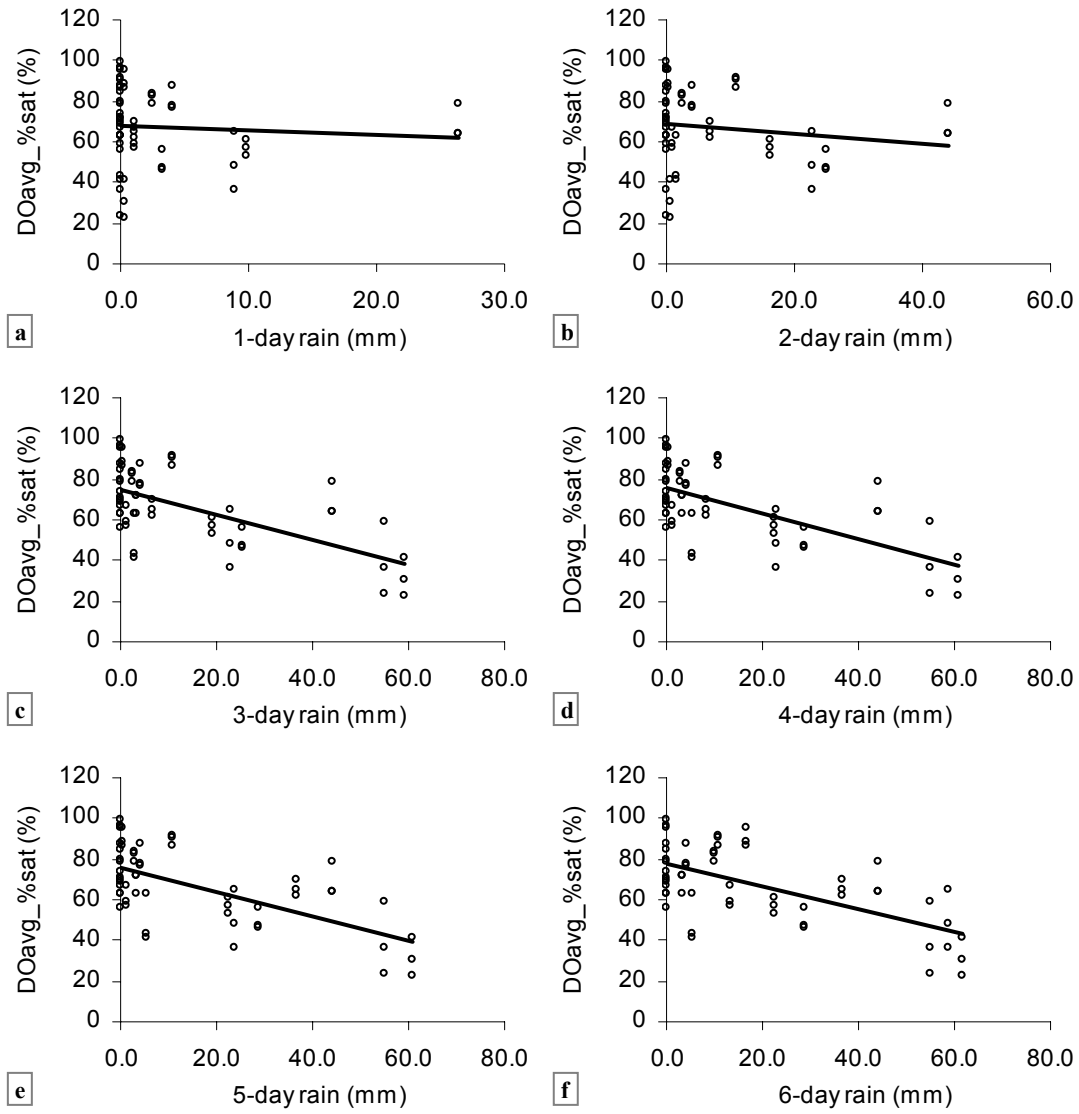 120
100
80
60
40
20
0
DOavg_%sat (%)
0.0 10.0 20.0 30.0
1-day rain (mm)
a
120
100
80
60
40
20
0
DOavg_%sat (%)
0.0 20.0 40.0 60.0
2-day rain (mm)
b
120
100
80
60
40
20
0
DOavg_%sat (%)
0.0 20.0 40.0 60.0 80.0
3-day rain (mm)
c
120
100
80
60
40
20
0
DOavg_%sat (%)
0.0 20.0 40.0 60.0 80.0
4-day rain (mm)
d
120
100
80
60
40
20
0
DOavg_%sat (%)
0.0 20.0 40.0 60.0 80.0
5-day rain (mm)
e
120
100
80
60
40
20
0
DOavg_%sat (%)
0.0 20.0 40.0 60.0 80.0
6-day rain (mm)
f